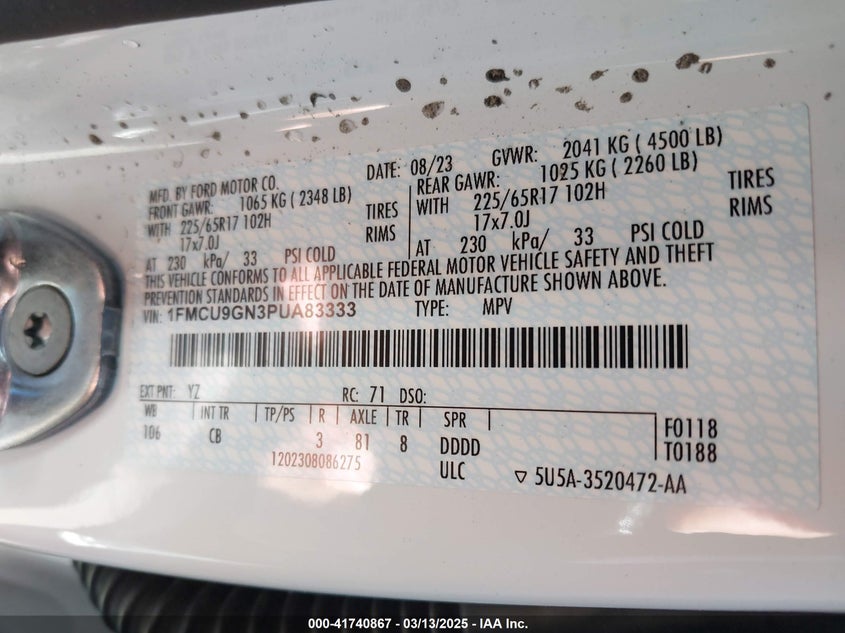 MFD. BY FORD MOTOR CO.
DATE: 08/23 GVWR: 2041 KG ( 4500 LB)
FRONT GAWR: 1065 KG ( 2348 LB)
REAR GAWR: 1025 KG ( 2260 LB)
WITH 225/65R17 102H TIRES
WITH 225/65R17 102H TIRES
17x7.0J RIMS
17x7.0J RIMS
AT 230 kPa/ 33 PSI COLD
AT 230 kPa/ 33 PSI COLD
THIS VEHICLE CONFORMS TO ALL APPLICABLE FEDERAL MOTOR VEHICLE SAFETY AND THEFT
PREVENTION STANDARDS IN EFFECT ON THE DATE OF MANUFACTURE SHOWN ABOVE.
VIN: 1FMCU9GN3PUA83333 TYPE: MPV
EXT PNT: YZ RC: 71 DSO:
WB INT TR TP/PS R AXLE TR SPR
106 CB 3 81 8 DDDD
F0118
T0188
1202308086275 ULC
5U5A-3520472-AA
000-41740867 - 03/13/2025 - IAA Inc.